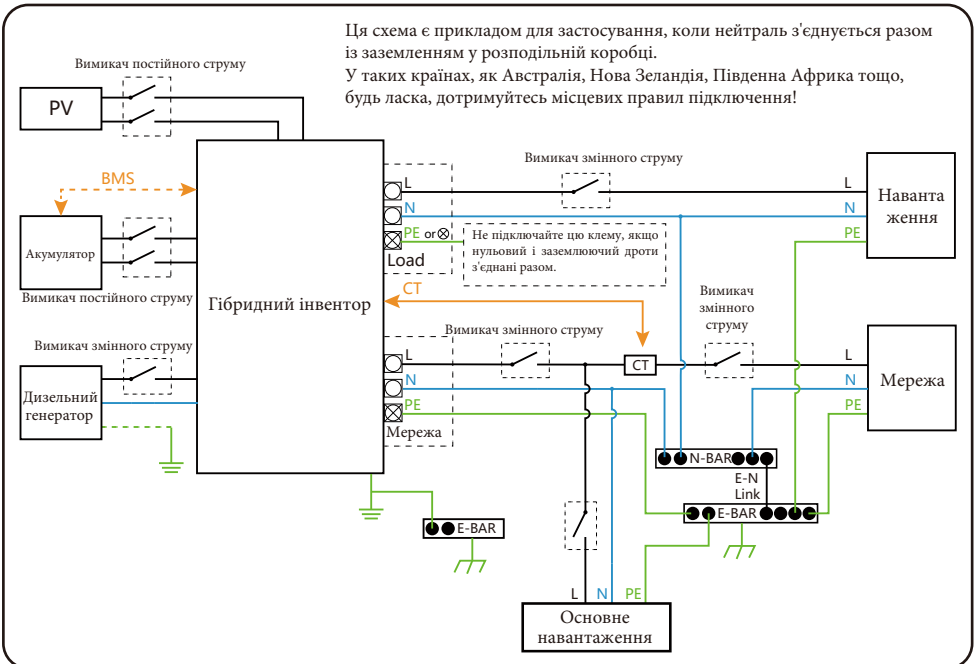 Ця схема є прикладом для застосування, коли нейтраль з'єднується разом
із заземленням у розподільній коробці.
У таких країнах, як Австралія, Нова Зеландія, Південна Африка тощо,
будь ласка, дотримуйтесь місцевих правил підключення!
Вимикач постійного струму
PV
BMS
Акумулятор
Вимикач постійного струму
Вимикач змінного струму
Дизельний
генератор
Гібридний інвентор
L
N
PE or
Load
Не підключайте цю клему, якщо
нульовий і заземлюючий дроти
з'єднані разом.
Вимикач змінного струму
L
N
PE
Наванта
ження
CT
Вимикач змінного струму
L
N
PE
Мережа
CT
Вимикач
змінного
струму
L
N
PE
Мережа
N-BAR
E-N
Link
E-BAR
E-BAR
L
N
PE
Основне
навантаження